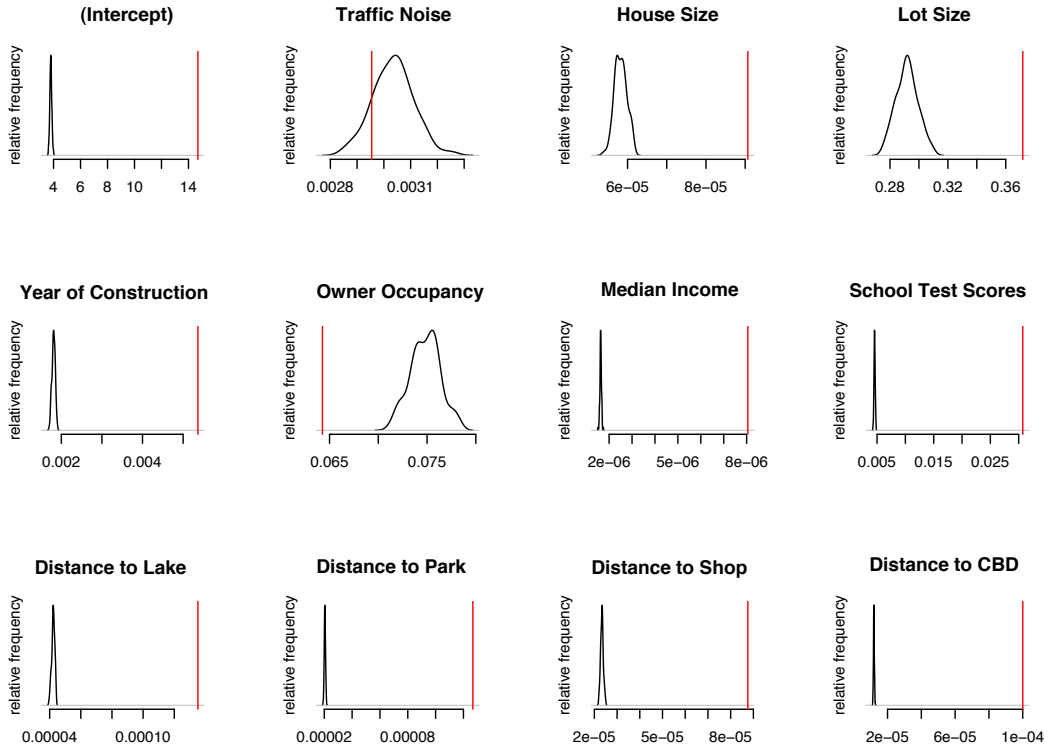 (Intercept)
Traffic Noise
House Size
Lot Size
relative frequency
relative frequency
relative frequency
relative frequency
4 6 8 10 14
0.0028 0.0031
6e−05 8e−05
0.28 0.32 0.36
Year of Construction
Owner Occupancy
Median Income
School Test Scores
relative frequency
relative frequency
relative frequency
relative frequency
0.002 0.004
0.065 0.075
2e−06 5e−06 8e−06
0.005 0.015 0.025
Distance to Lake
Distance to Park
Distance to Shop
Distance to CBD
relative frequency
relative frequency
relative frequency
relative frequency
0.00004 0.00010
0.00002 0.00008
2e−05 5e−05 8e−05
2e−05 6e−05 1e−04